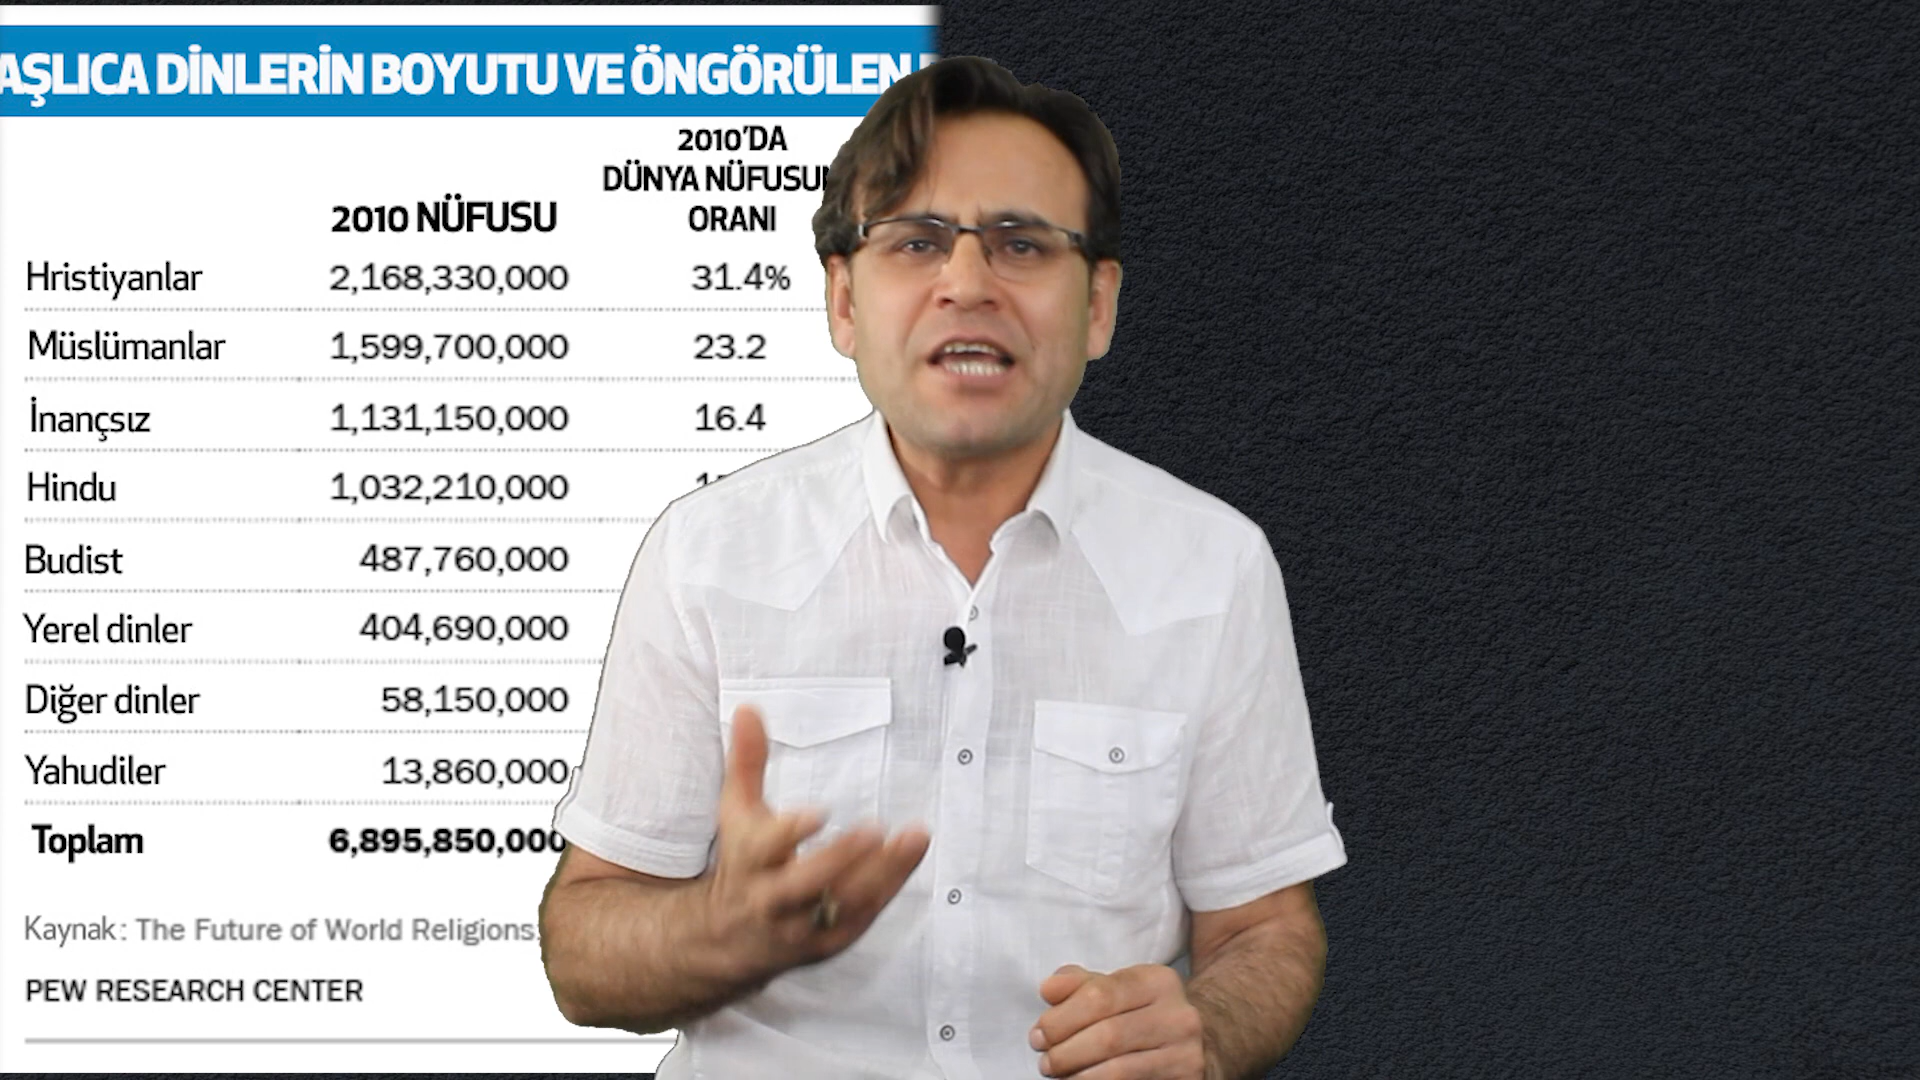 AŞLICA DİNLERİN BOYUTU VE ÖNGÖRÜLEN
2010'DA
DÜNYA NÜFUSUN
2010 NÜFUSU ORANI
Hristiyanlar 2,168,330,000 31.4%
Müslümanlar 1,599,700,000 23.2
İnançsız 1,131,150,000 16.4
Hindu 1,032,210,000
Budist 487,760,000
Yerel dinler 404,690,000
Diğer dinler 58,150,000
Yahudiler 13,860,000
Toplam 6,895,850,000
Kaynak: The Future of World Religions
PEW RESEARCH CENTER